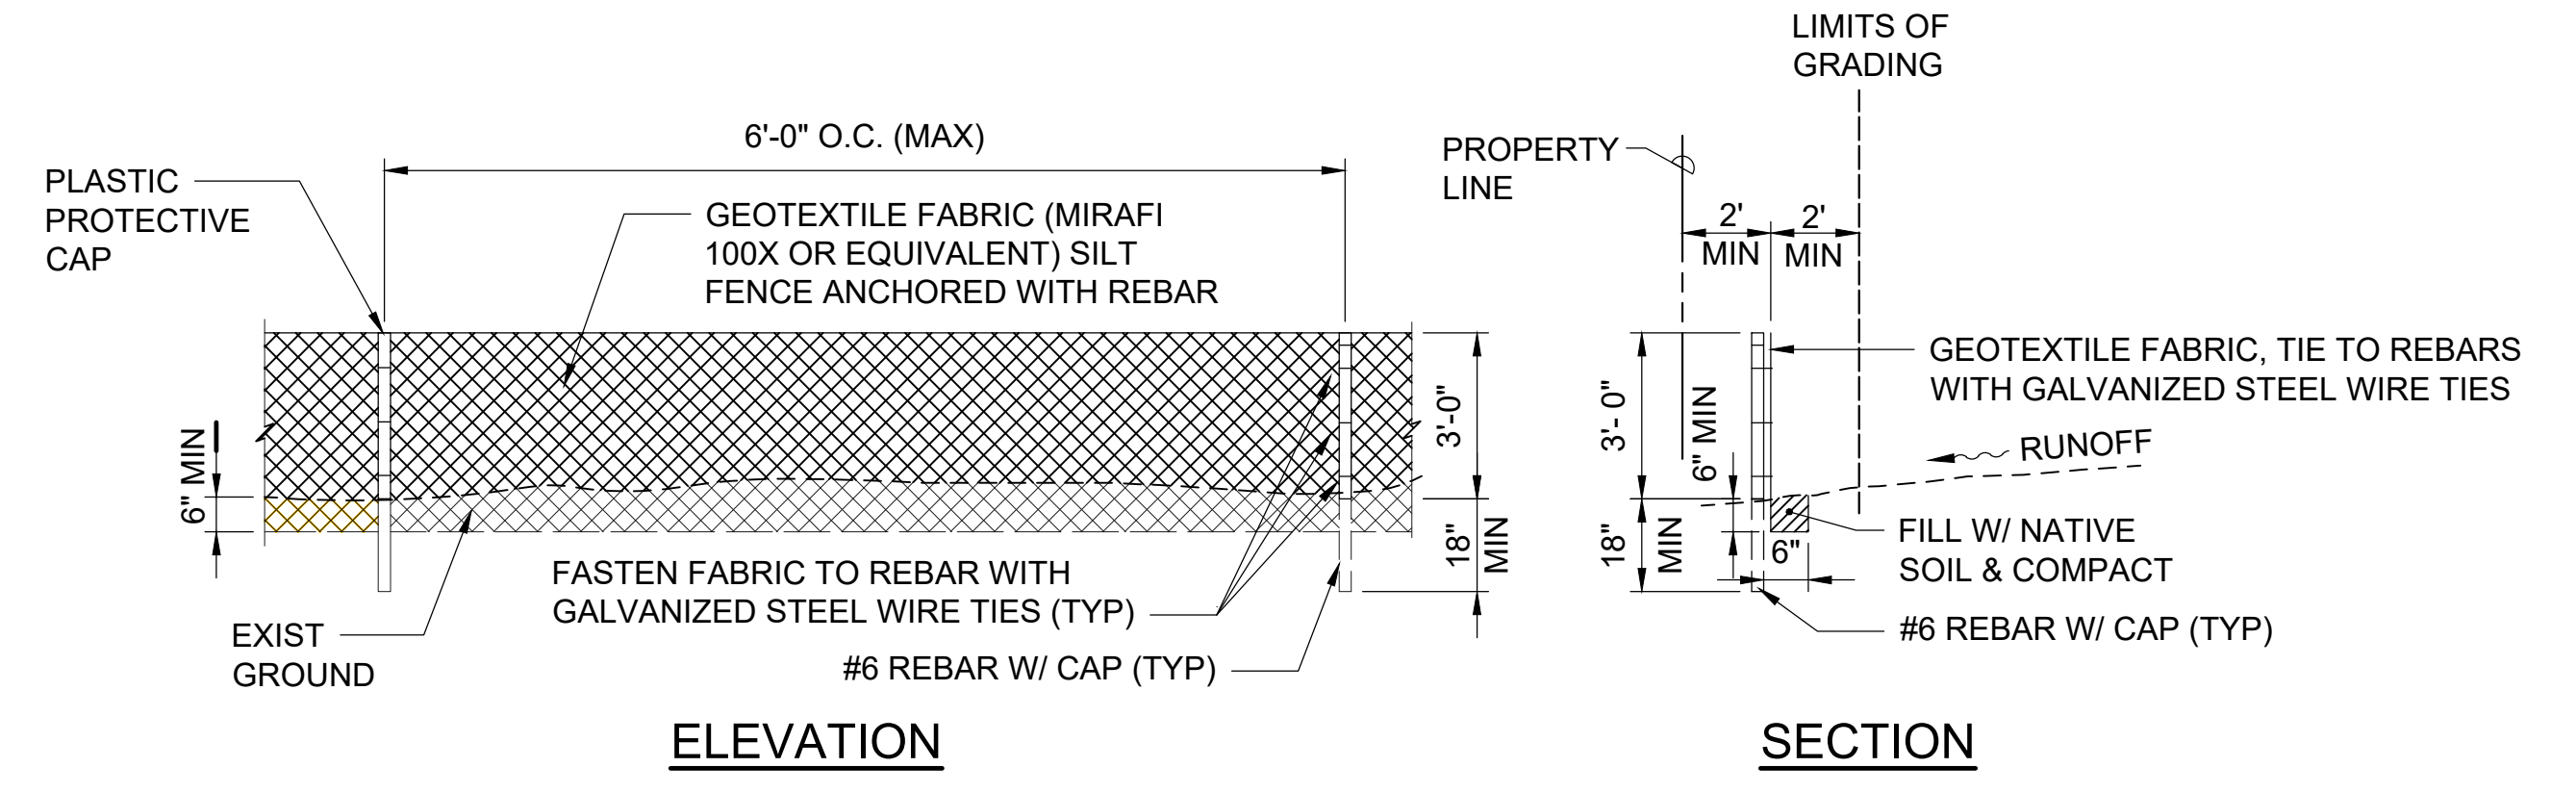 LIMITS OF
GRADING
6'-0" O.C. (MAX)
PLASTIC
PROTECTIVE
CAP
GEOTEXTILE FABRIC (MIRAFI
100X OR EQUIVALENT) SILT
FENCE ANCHORED WITH REBAR
6" MIN
3'-0"
18"
MIN
FASTEN FABRIC TO REBAR WITH
GALVANIZED STEEL WIRE TIES (TYP)
EXIST
GROUND
#6 REBAR W/ CAP (TYP)
ELEVATION
PROPERTY
LINE
2'
MIN
2'
MIN
GEOTEXTILE FABRIC, TIE TO REBARS
WITH GALVANIZED STEEL WIRE TIES
3'- 0"
6" MIN
RUNOFF
18"
MIN
6"
FILL W/ NATIVE
SOIL & COMPACT
#6 REBAR W/ CAP (TYP)
SECTION